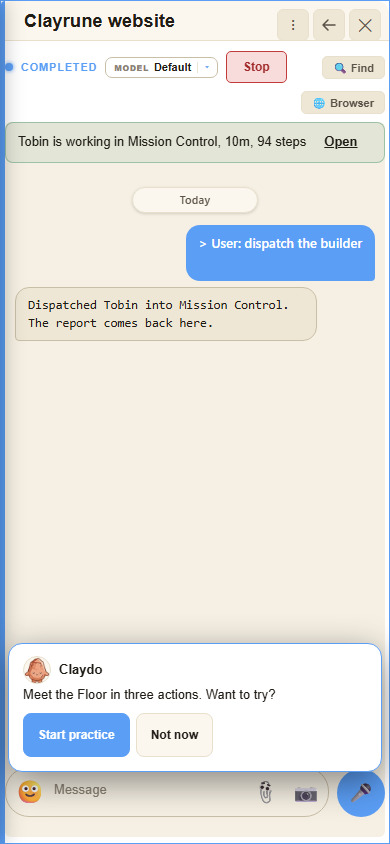 Clayrune website
COMPLETED
MODEL Default
Stop
Find
Browser
Tobin is working in Mission Control, 10m, 94 steps Open
Today
> User: dispatch the builder
Dispatched Tobin into Mission Control.
The report comes back here.
Claydo
Meet the Floor in three actions. Want to try?
Start practice
Not now
Message